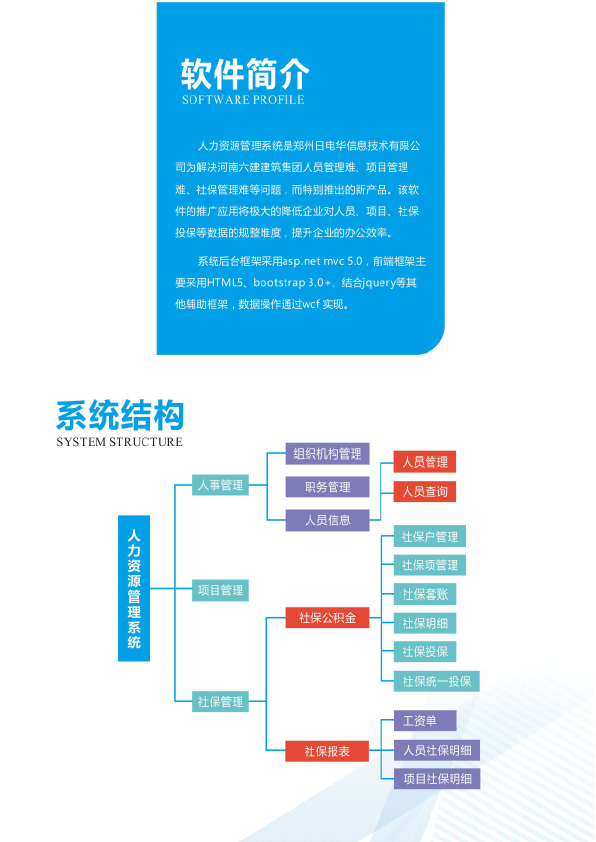 软件简介
SOFTWARE PROFILE
人力资源管理系统是郑州日电华信息技术有限公
司为解决河南六建建筑集团人员管理难、项目管理
难、社保管理难等问题，而特别推出的新产品。该软
件的推广应用将极大的降低企业对人员、项目、社保
投保等数据的规整难度，提升企业的办公效率。
系统后台框架采用asp.net mvc 5.0，前端框架主
要采用HTML5、bootstrap 3.0+、结合jquery等其
他辅助框架，数据操作通过wcf 实现。
系统结构
SYSTEM STRUCTURE
人力资源管理系统
人事管理
组织机构管理
职务管理
人员信息
人员管理
人员查询
项目管理
社保管理
社保公积金
社保户管理
社保项管理
社保套账
社保明细
社保投保
社保统一投保
社保报表
工资单
人员社保明细
项目社保明细